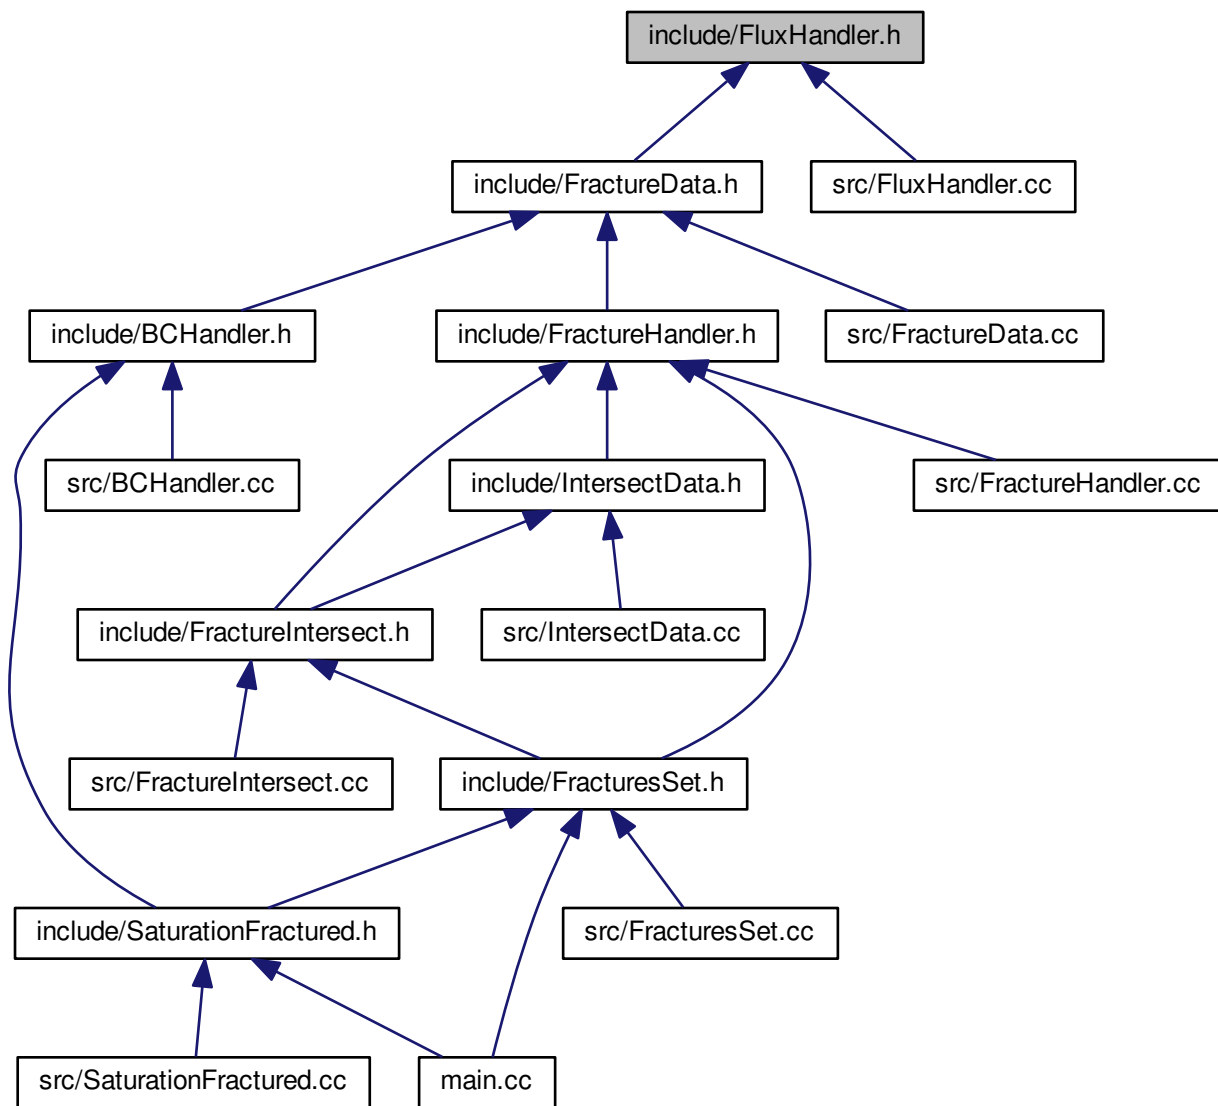 include/FluxHandler.h
include/FractureData.h
src/FluxHandler.cc
include/BCHandler.h
include/FractureHandler.h
src/FractureData.cc
src/BCHandler.cc
include/IntersectData.h
src/FractureHandler.cc
include/FractureIntersect.h
src/IntersectData.cc
src/FractureIntersect.cc
include/FracturesSet.h
include/SaturationFractured.h
src/FracturesSet.cc
src/SaturationFractured.cc
main.cc